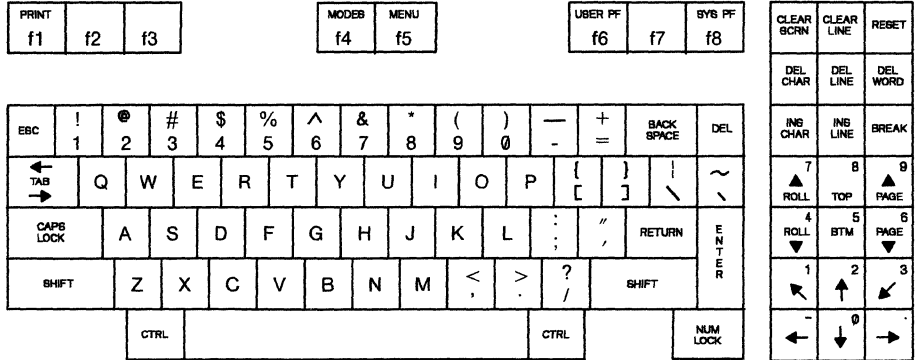 PRINT MODES MENU USER PF SYS PF CLEAR SCRN CLEAR LINE RESET
f1 f2 f3 f4 f5 f6 f7 f8
DEL CHAR DEL LINE DEL WORD
! @ # $ % ^ & * ( ) — +
ESC 1 2 3 4 5 6 7 8 9 0 - = BACK SPACE DEL INS CHAR INS LINE BREAK
← TAB → Q W E R T Y U I O P { [ } ] ¦ \ ~ ` ▲ 7 ROLL 8 TOP ▲ 9 PAGE
CAPS LOCK A S D F G H J K L : ; " ' RETURN ENTER 4 ROLL ▼ 5 BTM 6 PAGE ▼
SHIFT Z X C V B N M < , > . ? / SHIFT 1 ↖ 2 ↑ 3 ↙
CTRL CTRL NUM LOCK - ← 0 ↓ . →